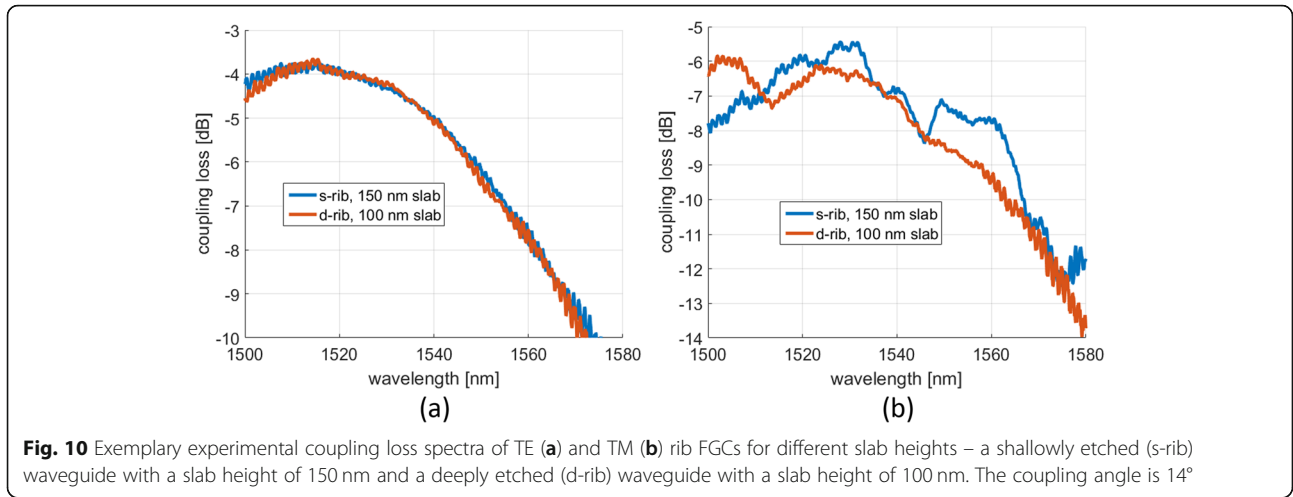 -3
-4
-5
-6
-7
-8
-9
-10
coupling loss [dB]
s-rib, 150 nm slab
d-rib, 100 nm slab
1500
1520
1540
1560
1580
wavelength [nm]
(a)
-5
-6
-7
-8
-9
-10
-11
-12
-13
-14
coupling loss [dB]
s-rib, 150 nm slab
d-rib, 100 nm slab
1500
1520
1540
1560
1580
wavelength [nm]
(b)
Fig. 10 Exemplary experimental coupling loss spectra of TE (a) and TM (b) rib FGCs for different slab heights – a shallowly etched (s-rib)
waveguide with a slab height of 150 nm and a deeply etched (d-rib) waveguide with a slab height of 100 nm. The coupling angle is 14°